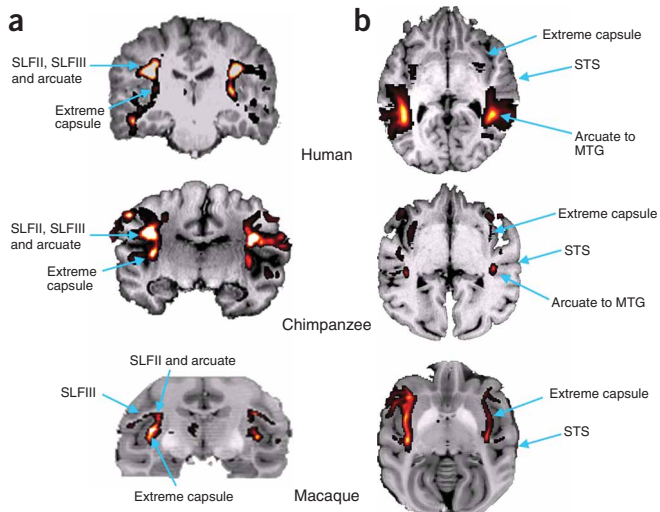 a
SLFII, SLFIII
and arcuate
Extreme
capsule
b
Extreme capsule
STS
Arcuate to
MTG
Human
SLFII, SLFIII
and arcuate
Extreme
capsule
Extreme capsule
STS
Arcuate to MTG
Chimpanzee
SLFII and arcuate
SLFIII
Extreme capsule
Extreme capsule
STS
Macaque